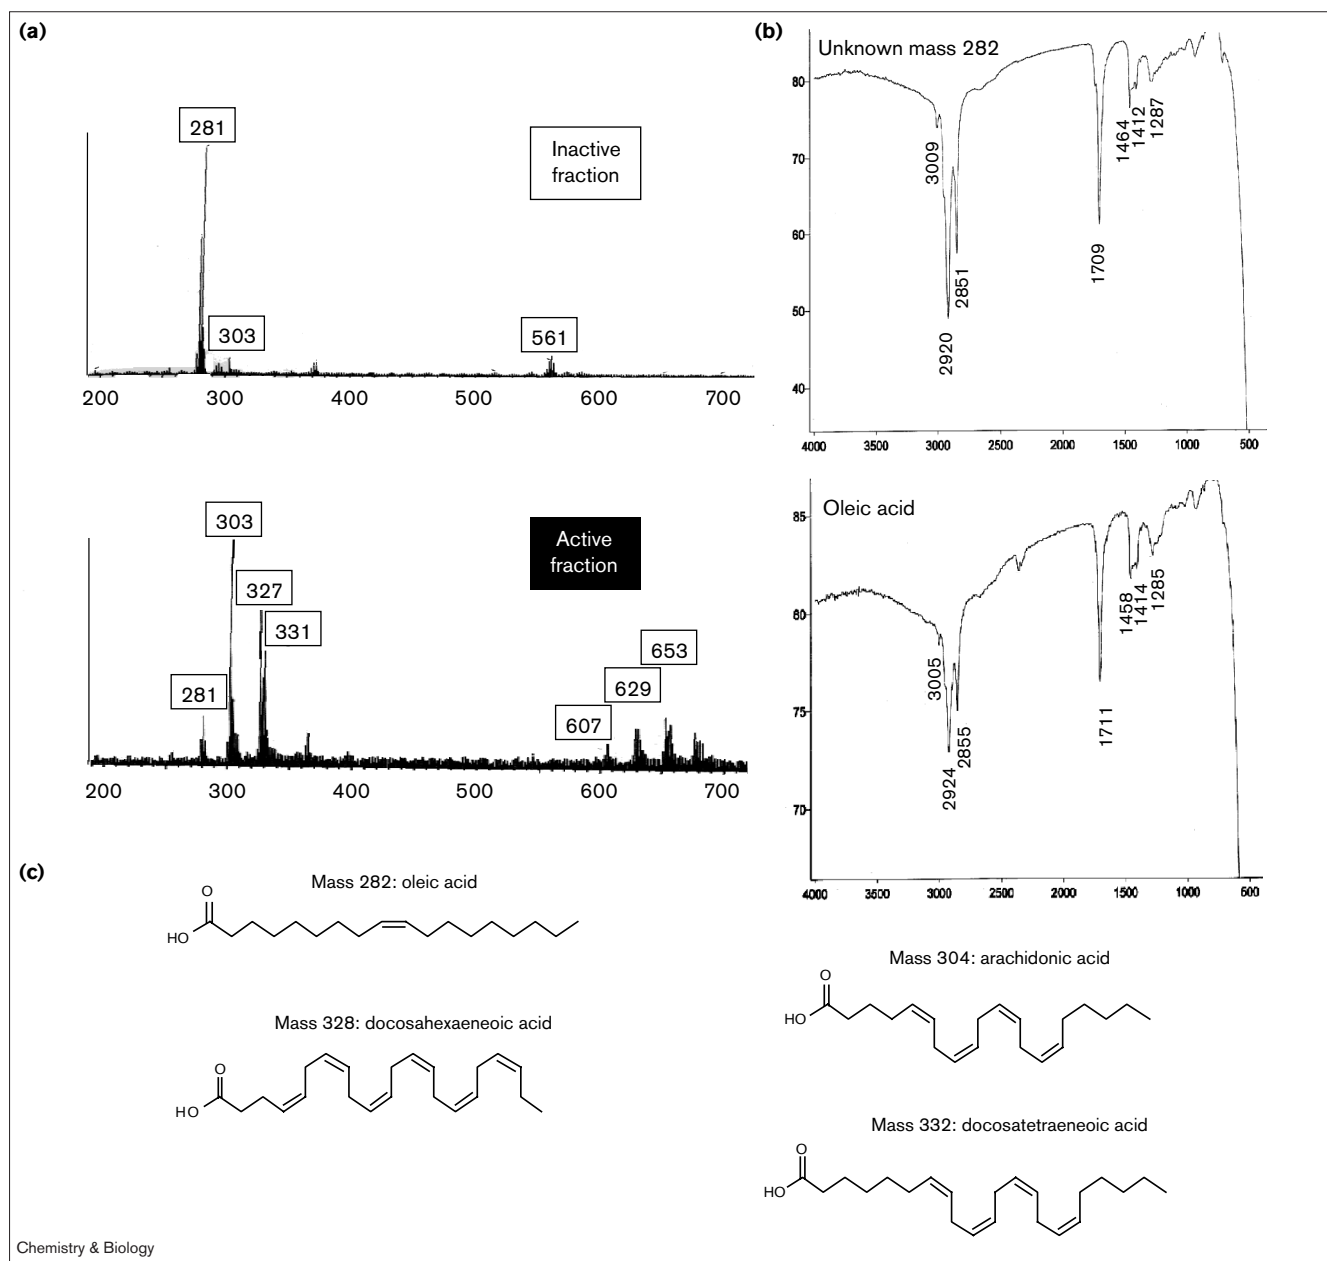 (a)
281
Inactive
fraction
303
561
200 300 400 500 600 700
303
Active
fraction
327
331
653
281
629
607
200 300 400 500 600 700
(b)
Unknown mass 282
80
70
60
50
40
3009
2920
2851
1709
1464
1412
1287
4000 3500 3000 2500 2000 1500 1000 500
Oleic acid
85
80
75
70
3005
2924
2855
1711
1458
1414
1285
4000 3500 3000 2500 2000 1500 1000 600
(c)
Mass 282: oleic acid
O
HO
Mass 304: arachidonic acid
O
HO
Mass 328: docosahexaeneoic acid
O
HO
Mass 332: docosatetraeneoic acid
O
HO
Chemistry & Biology